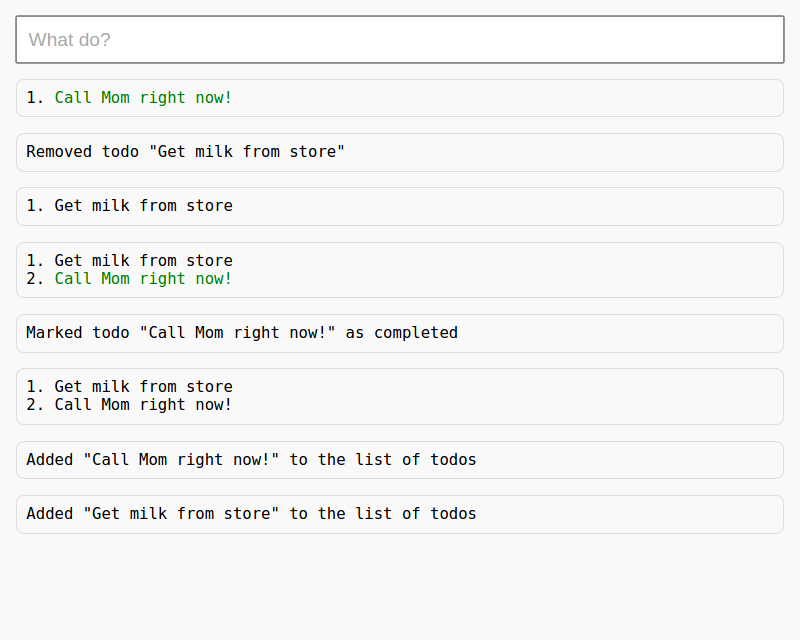 What do?
1. Call Mom right now!
Removed todo "Get milk from store"
1. Get milk from store
1. Get milk from store
2. Call Mom right now!
Marked todo "Call Mom right now!" as completed
1. Get milk from store
2. Call Mom right now!
Added "Call Mom right now!" to the list of todos
Added "Get milk from store" to the list of todos